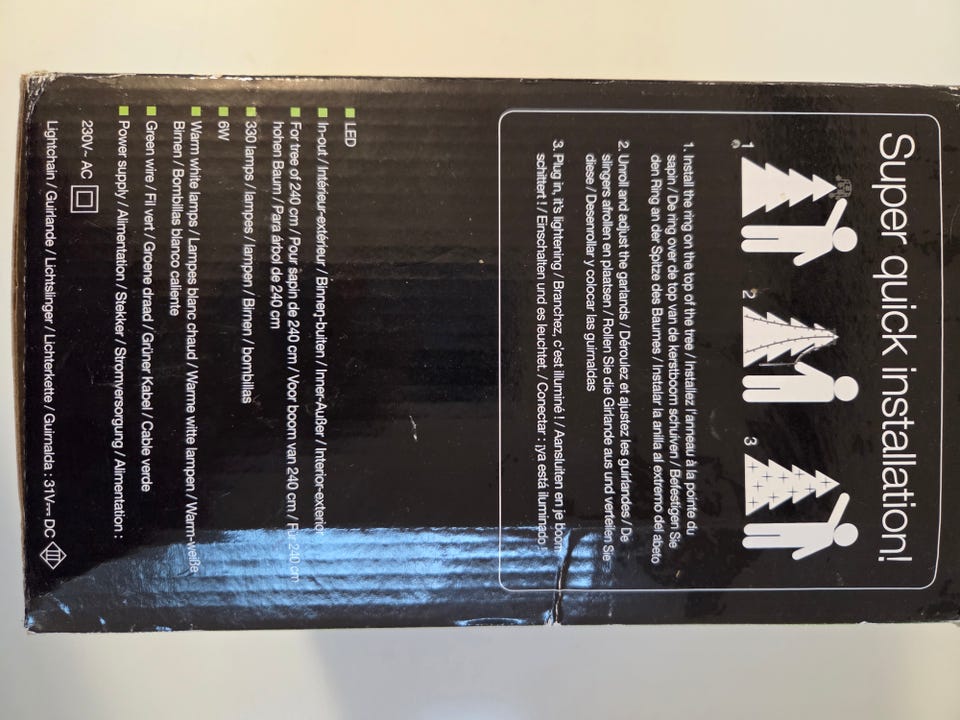 Super quick installation!
1
2
3
1. Install the ring on the top of the tree / Installez l'anneau à la pointe du
sapin / De ring over de top van de kerstboom schuiven / Befestigen Sie
den Ring an der Spitze des Baumes / Instalar la anilla al extremo del abeto
2. Unroll and adjust the garlands / Déroulez et ajustez les guirlandes / De
slingers afrollen en plaatsen / Rollen Sie die Girlande aus und verteilen Sie
diese / Desenrollar y colocar las guirnaldas
3. Plug in, it's lightening / Branchez, c'est illuminé ! / Aansluiten en je boom
schittert ! / Einschalten und es leuchtet. / Conectar : ¡ya está iluminado !
LED
In-out / Intérieur-extérieur / Binnen-buiten / Inner-Außer / Interior-exterior
For tree of 240 cm / Pour sapin de 240 cm / Voor boom van 240 cm / Für 240 cm
hohen Baum / Para árbol de 240 cm
330 lamps / lampes / lampen / Birnen / bombillas
6W
Warm white lamps / Lampes blanc chaud / Warme witte lampen / Warm-weiße
Birnen / Bombillas blanco caliente
Green wire / Fil vert / Groene draad / Grüner Kabel / Cable verde
Power supply / Alimentation / Stekker / Stromversorgung / Alimentation :
230V~ AC
Lightchain / Guirlande / Lichtslinger / Lichterkette / Guirnalda : 31V⎓ DC III